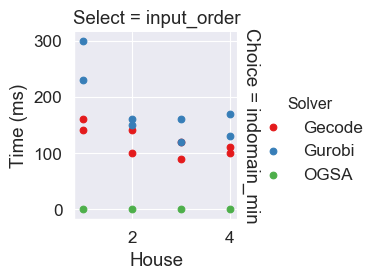 Select = input_order
300
200
100
0
Time (ms)
2
4
House
Choice = indomain_min
Solver
Gecode
Gurobi
OGSA